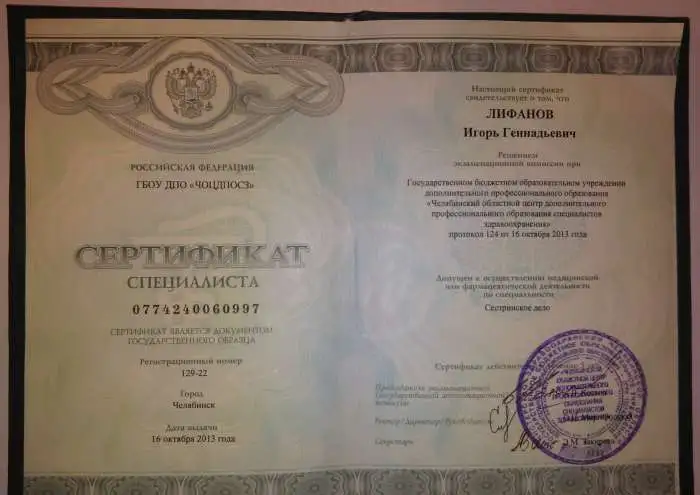 РОССИЙСКАЯ ФЕДЕРАЦИЯ
ГБОУ ДПО «ЧОЦДПОСЗ»
СЕРТИФИКАТ
СПЕЦИАЛИСТА
0774240060997
СЕРТИФИКАТ ЯВЛЯЕТСЯ ДОКУМЕНТОМ
ГОСУДАРСТВЕННОГО ОБРАЗЦА
Регистрационный номер
129-22
Город
Челябинск
Дата выдачи
16 октября 2013 года
Настоящий сертификат
свидетельствует о том, что
ЛИФАНОВ
Игорь Геннадьевич
Решением
экзаменационной комиссии при
Государственном бюджетном образовательном учреждении
дополнительного профессионального образования
«Челябинский областной центр дополнительного
профессионального образования специалистов
здравоохранения»
протокол 124 от 16 октября 2013 года
Допущен к осуществлению медицинской
или фармацевтической деятельности
по специальности
Сестринское дело
Сертификат действителен
Председатель экзаменационной
комиссии
Ректор/Директор/Руководитель
Секретарь